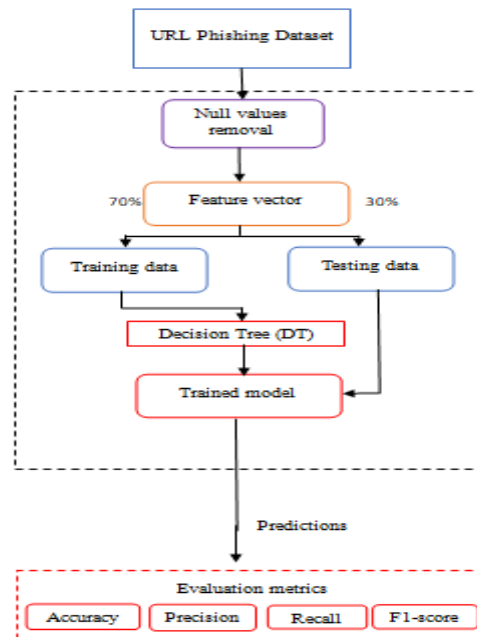 URL Phishing Dataset
Null values
removal
70%
Feature vector
30%
Training data
Testing data
Decision Tree (DT)
Trained model
Predictions
Evaluation metrics
Accuracy
Precision
Recall
F1-score